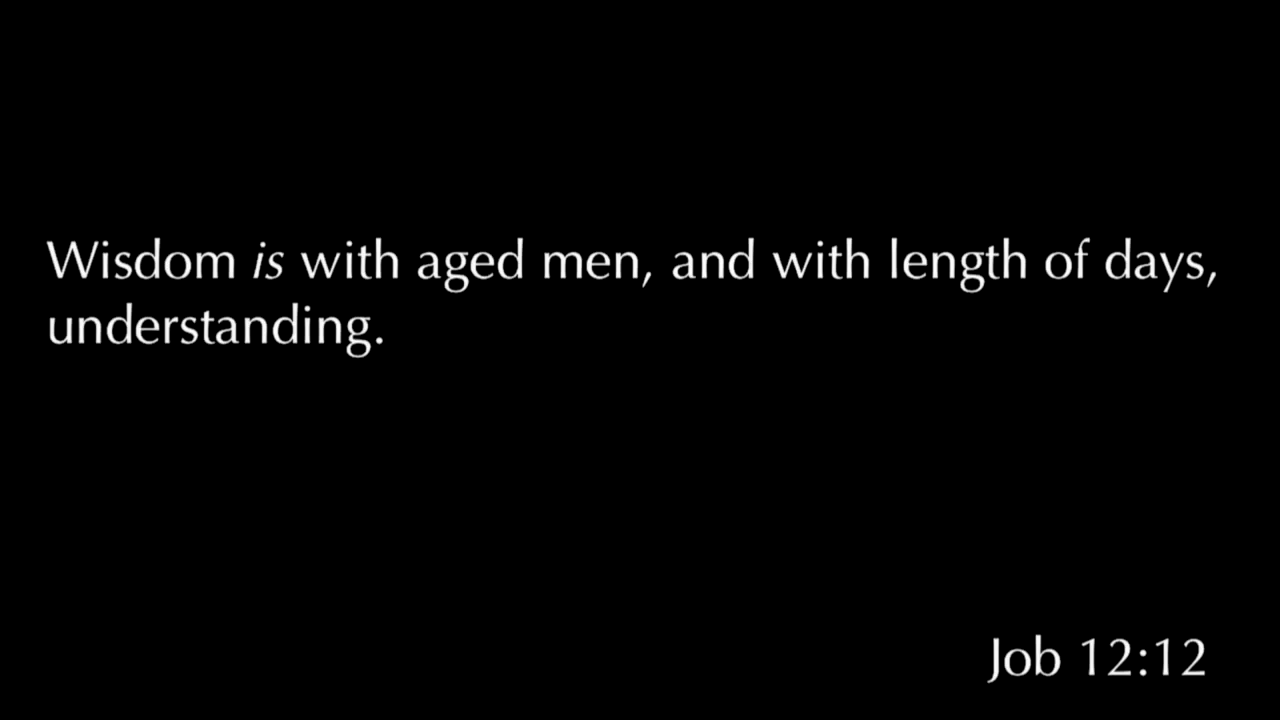 Wisdom is with aged men, and with length of days,
understanding.
Job 12:12